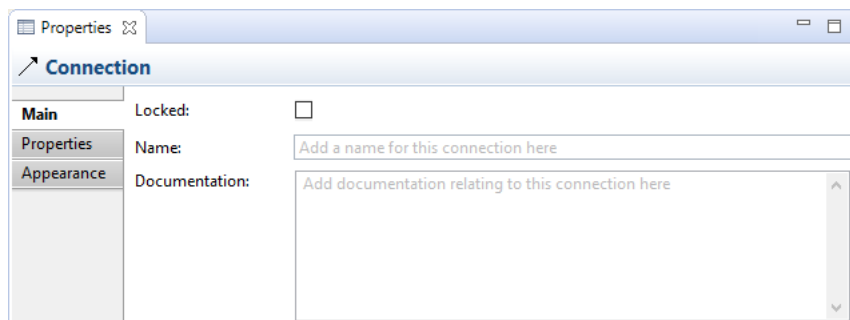 Properties
Connection
Main
Properties
Appearance
Locked:
Name:
Add a name for this connection here
Documentation:
Add documentation relating to this connection here